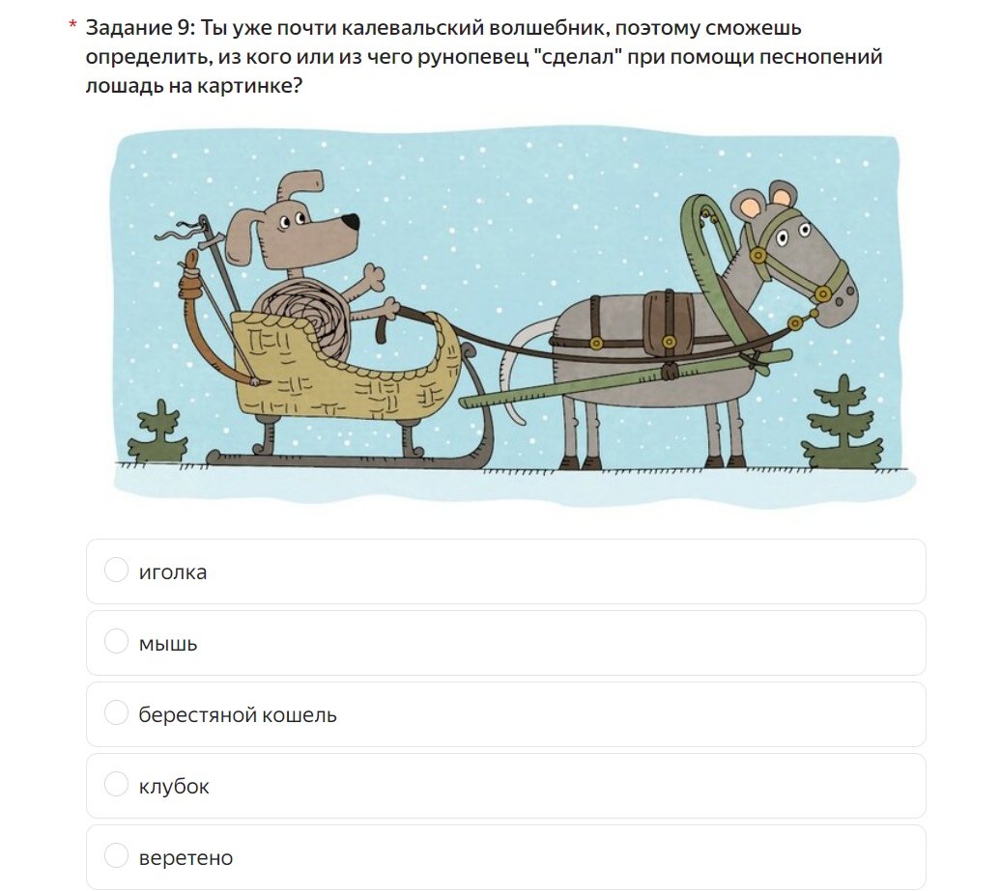 * Задание 9: Ты уже почти калевальский волшебник, поэтому сможешь
определить, из кого или из чего рунопевец "сделал" при помощи песнопений
лошадь на картинке?
иголка
мышь
берестяной кошель
клубок
веретено